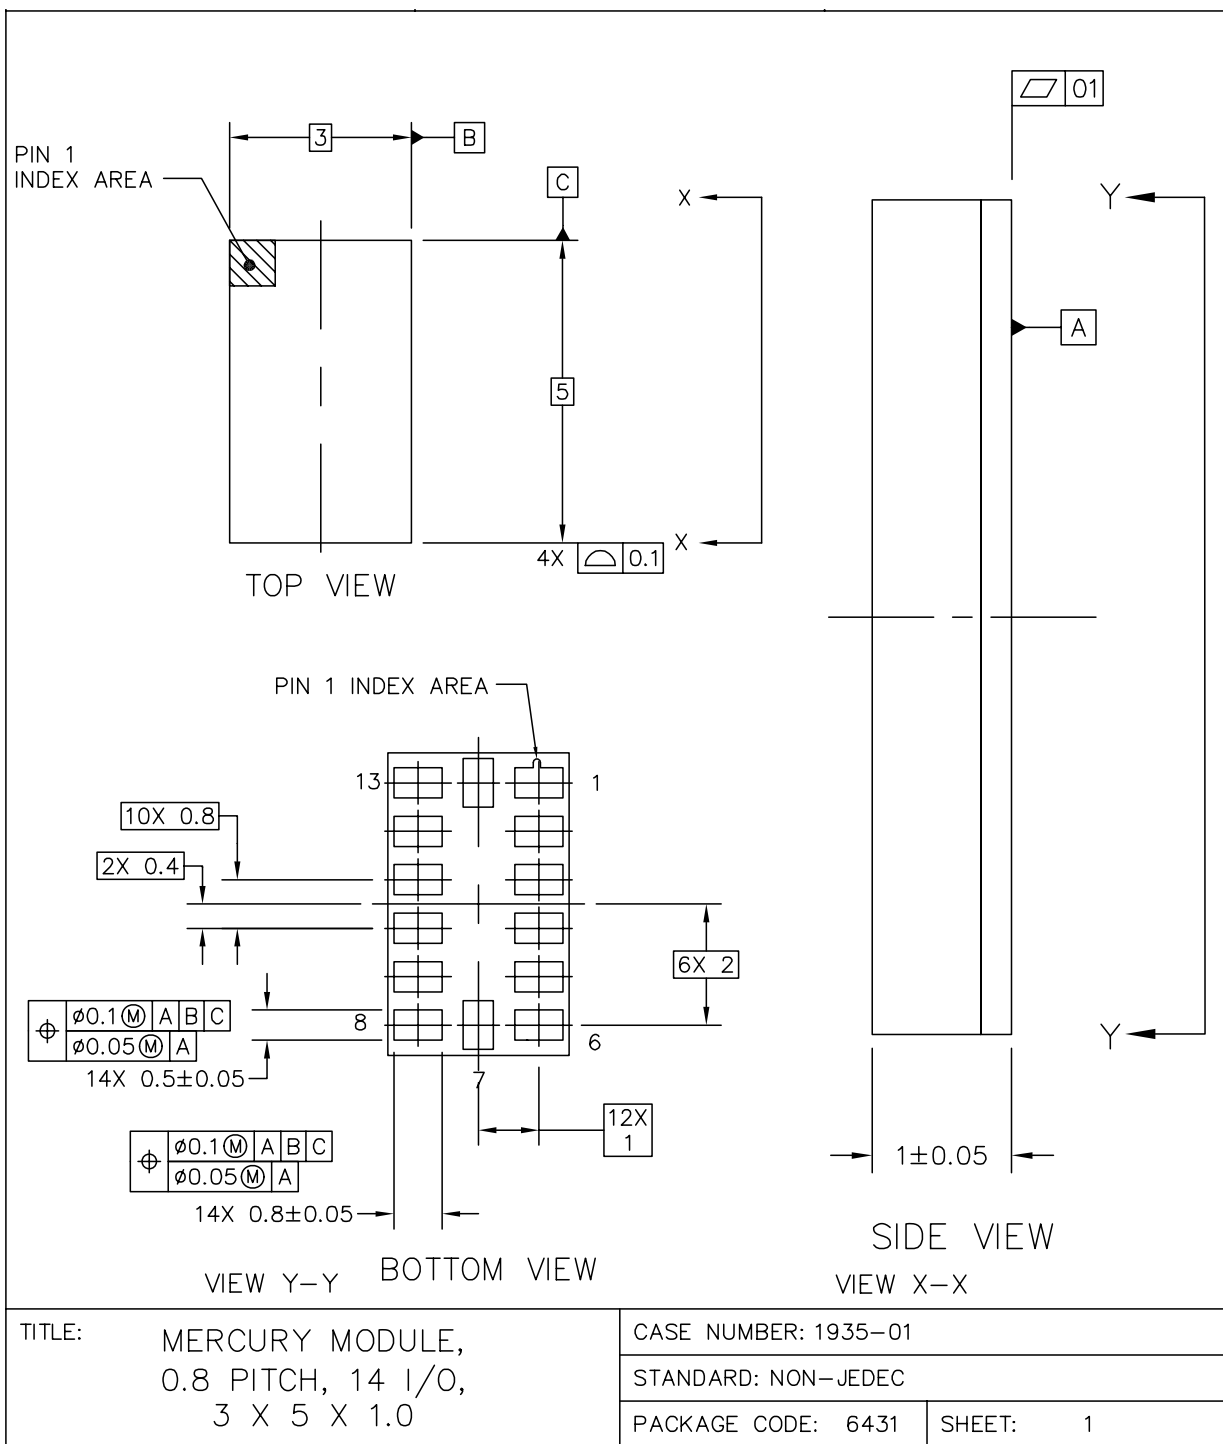 01
3
B
PIN 1
INDEX AREA
C
X
Y
A
5
X
4X 0.1
TOP VIEW
PIN 1 INDEX AREA
13
1
10X 0.8
2X 0.4
6X 2
⌀0.1Ⓜ A B C
⌀0.05Ⓜ A
14X 0.5±0.05
8
6
7
Y
12X
1
⌀0.1Ⓜ A B C
⌀0.05Ⓜ A
14X 0.8±0.05
1±0.05
SIDE VIEW
BOTTOM VIEW
VIEW Y-Y
VIEW X-X
TITLE:
MERCURY MODULE,
0.8 PITCH, 14 I/O,
3 X 5 X 1.0
CASE NUMBER: 1935-01
STANDARD: NON-JEDEC
PACKAGE CODE: 6431
SHEET: 1